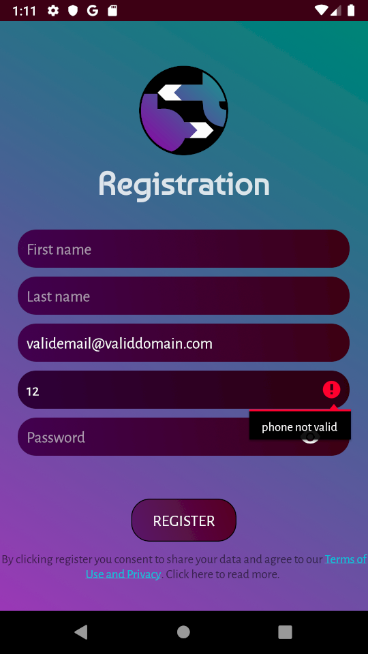 1:11
Registration
First name
Last name
validemail@validdomain.com
12
phone not valid
Password
REGISTER
By clicking register you consent to share your data and agree to our Terms of
Use and Privacy. Click here to read more.